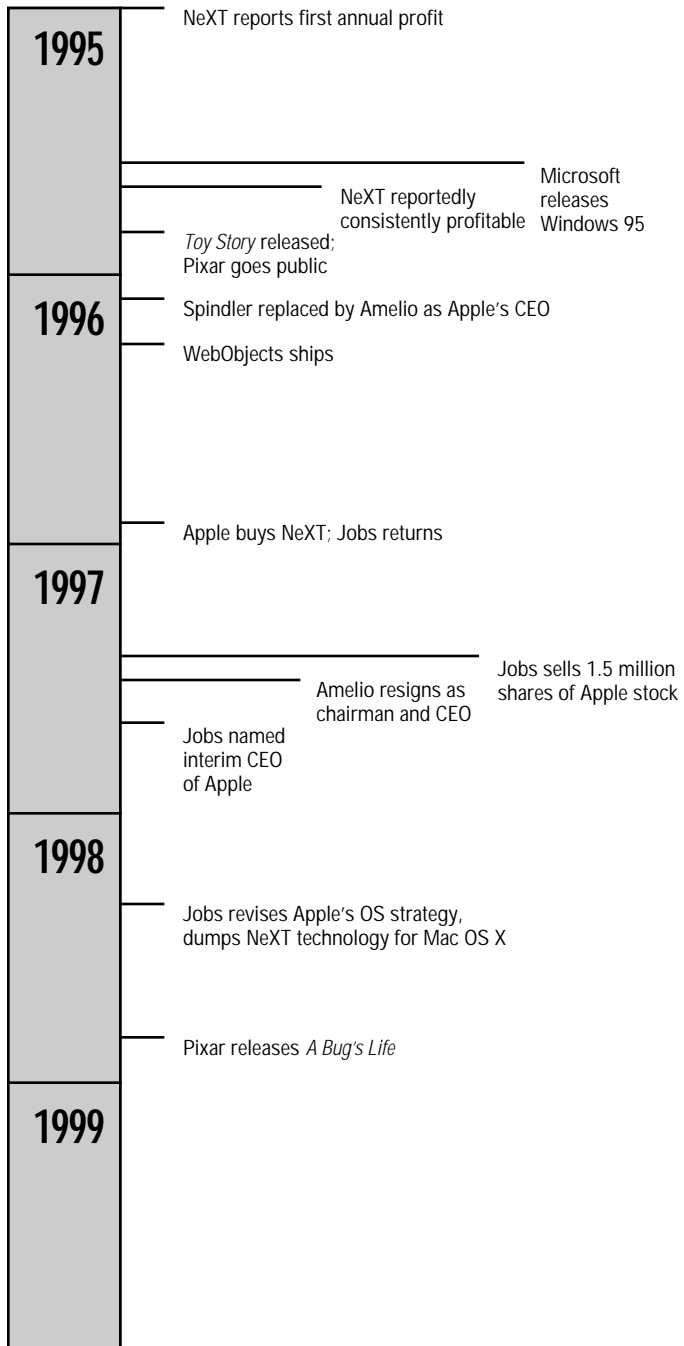 NeXT reports first annual profit
1995
Microsoft
releases
Windows 95
NeXT reportedly
consistently profitable
Toy Story released;
Pixar goes public
1996
Spindler replaced by Amelio as Apple's CEO
WebObjects ships
Apple buys NeXT; Jobs returns
1997
Jobs sells 1.5 million
shares of Apple stock
Amelio resigns as
chairman and CEO
Jobs named
interim CEO
of Apple
1998
Jobs revises Apple's OS strategy,
dumps NeXT technology for Mac OS X
Pixar releases A Bug's Life
1999